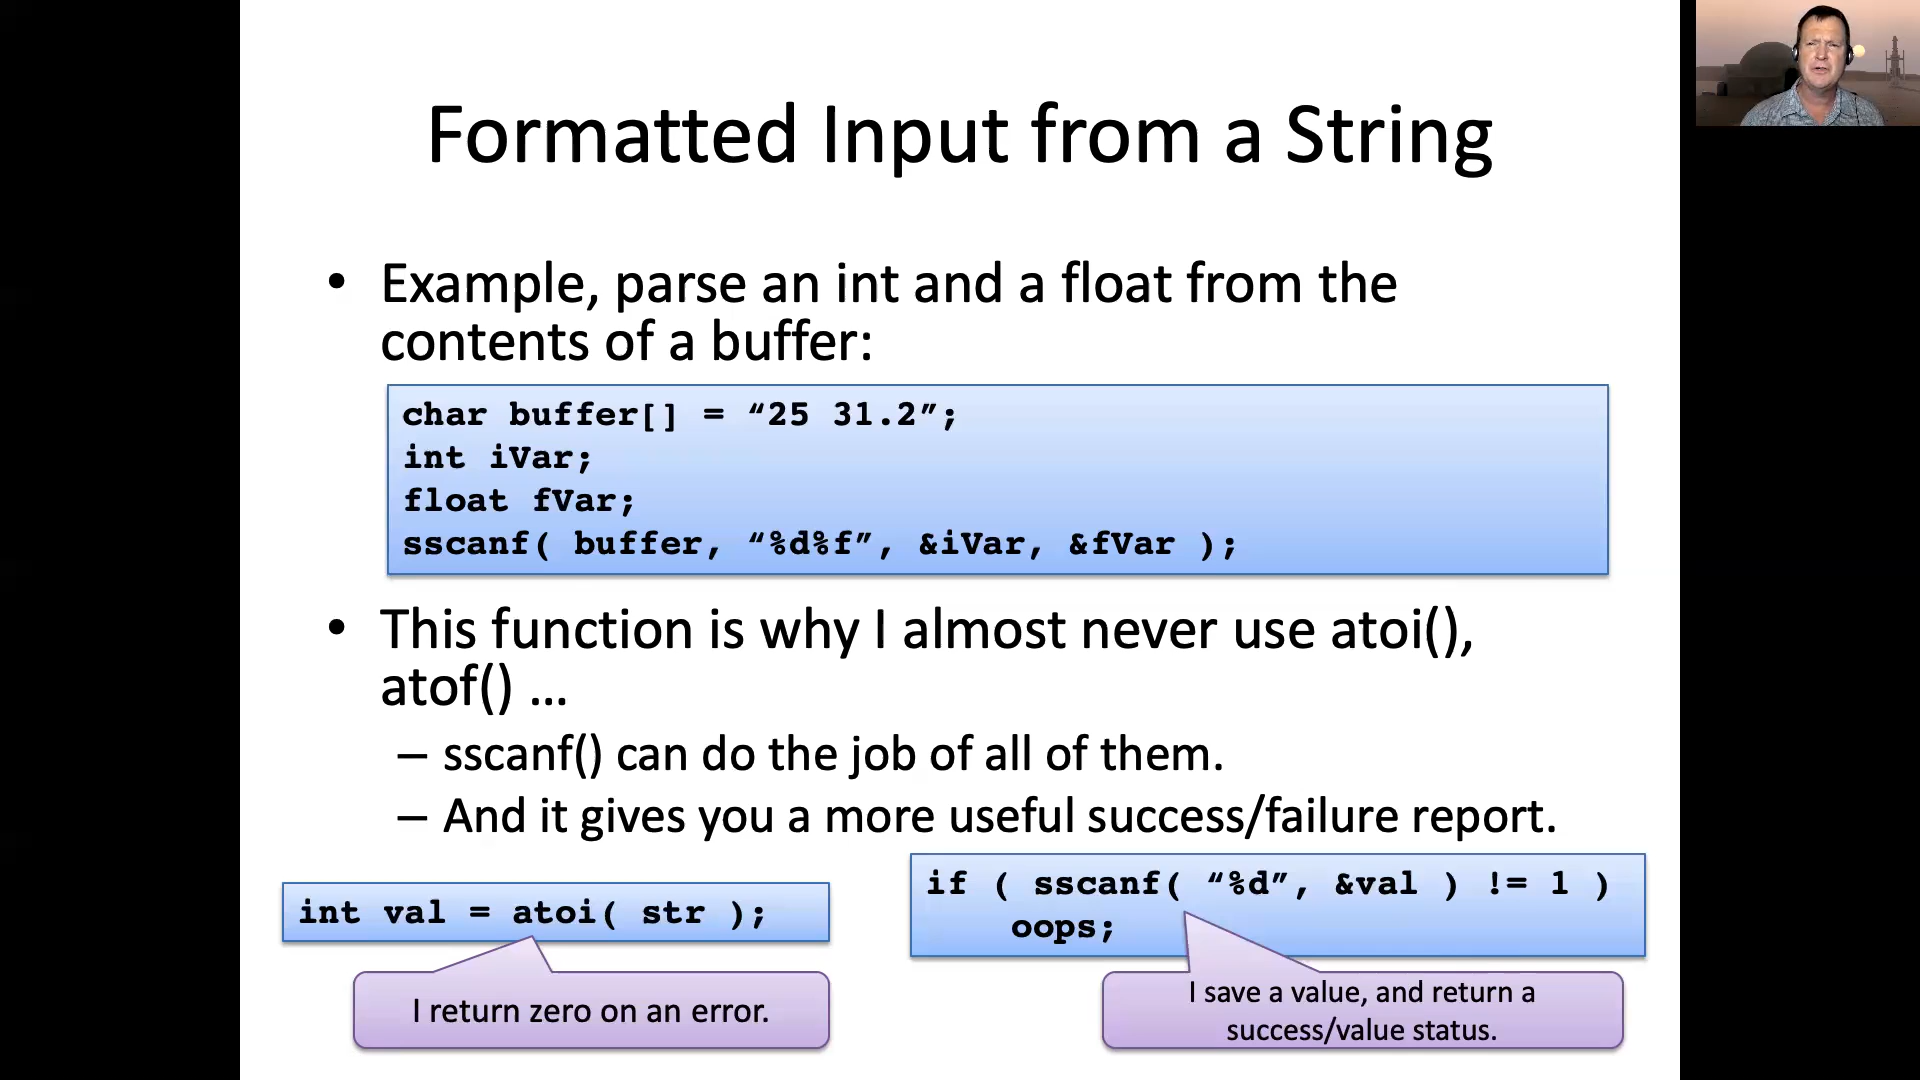 Formatted Input from a String
• Example, parse an int and a float from the
contents of a buffer:
char buffer[] = “25 31.2”;
int iVar;
float fVar;
sscanf( buffer, “%d%f”, &iVar, &fVar );
• This function is why I almost never use atoi(),
atof() …
– sscanf() can do the job of all of them.
– And it gives you a more useful success/failure report.
int val = atoi( str );
I return zero on an error.
if ( sscanf( “%d”, &val ) != 1 )
oops;
I save a value, and return a
success/value status.